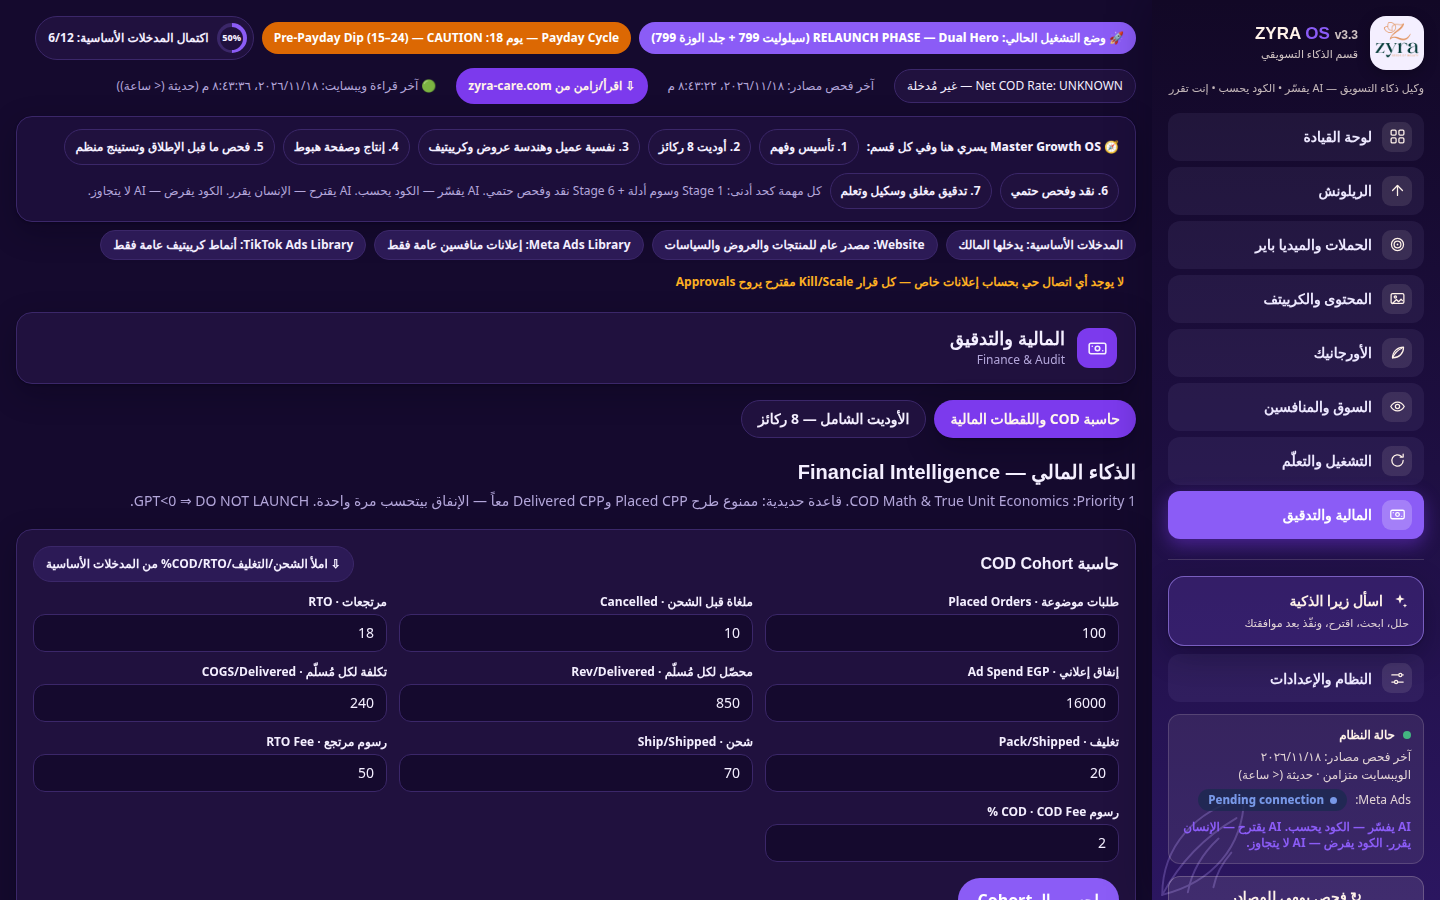 zyra
ZYRA OS v3.3
قسم الذكاء التسويقي
وكيل ذكاء التسويق • AI يفسّر • الكود يحسب • إنت تقرر
لوحة القيادة
الريلونش
الحملات والميديا باير
المحتوى والكرييتف
الأورجانيك
السوق والمنافسين
التشغيل والتعلّم
المالية والتدقيق
اسأل زيرا الذكية
حلل، ابحث، اقترح، ونفّذ بعد موافقتك
النظام والإعدادات
حالة النظام
آخر فحص مصادر: ٢٠٢٦/١١/١٨
الويبسايت متزامن · حديثة (< ساعة)
Meta Ads: Pending connection
AI يفسّر — الكود يحسب. AI يقترح — الإنسان
يقرر. الكود يفرض — AI لا يتجاوز.
↻ فحص يومي للمصادر
🚀 وضع التشغيل الحالي: RELAUNCH PHASE — Dual Hero (سيلوليت 799 + جلد الوزة 799)
Payday Cycle — يوم 18: Pre-Payday Dip (15–24) — CAUTION
50% اكتمال المدخلات الأساسية: 6/12
Net COD Rate: UNKNOWN — غير مُدخلة
آخر فحص مصادر: ٢٠٢٦/١١/١٨، ٨:٤٣:٢٢ م
⇩ اقرأ/زامن من zyra-care.com
🟢 آخر قراءة ويبسايت: ٢٠٢٦/١١/١٨، ٨:٤٣:٣٦ م (حديثة (< ساعة))
🧭 Master Growth OS يسري هنا وفي كل قسم:
1. تأسيس وفهم
2. أوديت 8 ركائز
3. نفسية عميل وهندسة عروض وكرييتيف
4. إنتاج وصفحة هبوط
5. فحص ما قبل الإطلاق وتستينج منظم
6. نقد وفحص حتمي
7. تدقيق مغلق وسكيل وتعلم
كل مهمة كحد أدنى: Stage 1 وسوم أدلة + Stage 6 نقد وفحص حتمي. AI يفسّر — الكود يحسب. AI يقترح — الإنسان يقرر. الكود يفرض — AI لا يتجاوز.
المدخلات الأساسية: يدخلها المالك
Website: مصدر عام للمنتجات والعروض والسياسات
Meta Ads Library: إعلانات منافسين عامة فقط
TikTok Ads Library: أنماط كرييتيف عامة فقط
لا يوجد أي اتصال حي بحساب إعلانات خاص — كل قرار Kill/Scale مقترح يروح Approvals
المالية والتدقيق
Finance & Audit
حاسبة COD واللقطات المالية
الأوديت الشامل — 8 ركائز
الذكاء المالي — Financial Intelligence
Priority 1: COD Math & True Unit Economics. قاعدة حديدية: ممنوع طرح Placed CPP وDelivered CPP معاً — الإنفاق بيتحسب مرة واحدة. GPT<0 ⇒ DO NOT LAUNCH.
حاسبة COD Cohort
⇩ املأ الشحن/التغليف/COD/RTO% من المدخلات الأساسية
طلبات موضوعة · Placed Orders
100
ملغاة قبل الشحن · Cancelled
10
مرتجعات · RTO
18
إنفاق إعلاني · Ad Spend EGP
16000
محصّل لكل مُسلّم · Rev/Delivered
850
تكلفة لكل مُسلّم · COGS/Delivered
240
تغليف · Pack/Shipped
20
شحن · Ship/Shipped
70
رسوم مرتجع · RTO Fee
50
رسوم COD · COD Fee %
2
احسب الـ Cohort